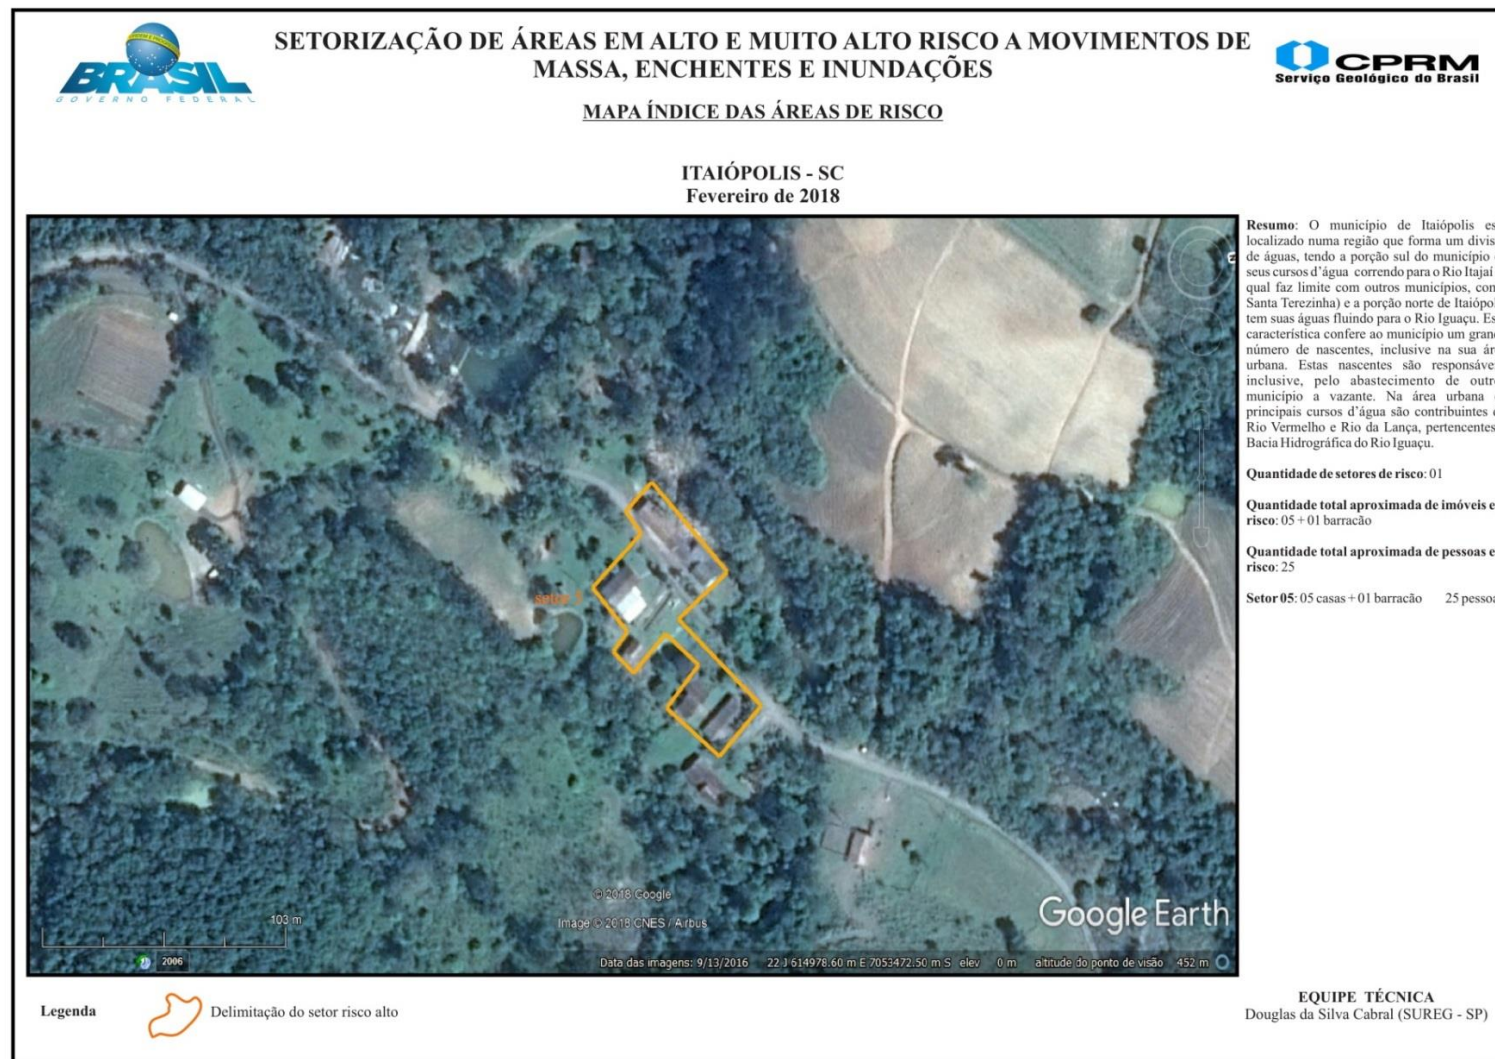 BRASIL
GOVERNO FEDERAL
SETORIZAÇÃO DE ÁREAS EM ALTO E MUITO ALTO RISCO A MOVIMENTOS DE
MASSA, ENCHENTES E INUNDAÇÕES
MAPA ÍNDICE DAS ÁREAS DE RISCO
CPRM
Serviço Geológico do Brasil
ITAIÓPOLIS - SC
Fevereiro de 2018
Resumo: O município de Itaiópolis es
localizado numa região que forma um divis
de águas, tendo a porção sul do município
seus cursos d'água correndo para o Rio Itajaí
qual faz limite com outros municípios, com
Santa Terezinha) e a porção norte de Itaiópol
tem suas águas fluindo para o Rio Iguaçu. Es
característica confere ao município um grand
número de nascentes, inclusive na sua ár
urbana. Estas nascentes são responsáve
inclusive, pelo abastecimento de outr
município a vazante. Na área urbana
principais cursos d'água são contribuintes
Rio Vermelho e Rio da Lança, pertencentes
Bacia Hidrográfica do Rio Iguaçu.
Quantidade de setores de risco: 01
Quantidade total aproximada de imóveis e
risco: 05 + 01 barracão
Quantidade total aproximada de pessoas e
risco: 25
Setor 05: 05 casas + 01 barracão 25 pessoa
setor
© 2018 Google
Image © 2018 CNES / Airbus
Google Earth
103 m
2006
Data das imagens: 9/13/2016 22 J 614978.60 m E 7053472.50 m S elev 0 m altitude do ponto de visão 452 m
Legenda
Delimitação do setor risco alto
EQUIPE TÉCNICA
Douglas da Silva Cabral (SUREG - SP)